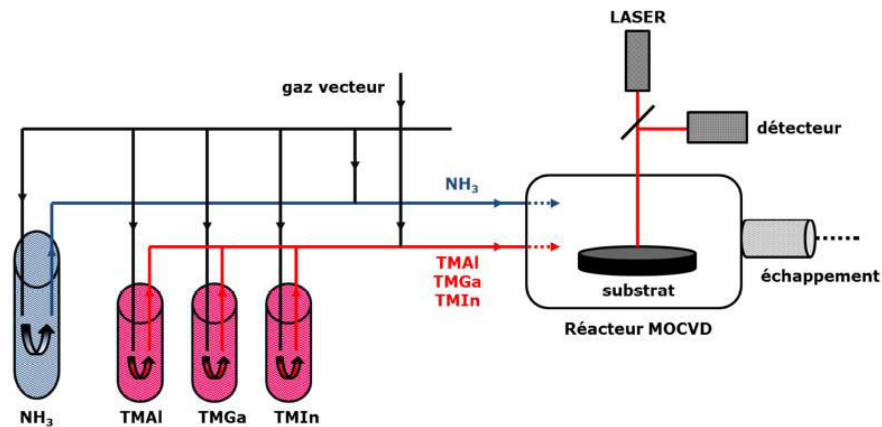 LASER
gaz vecteur
détecteur
NH₃
TMAl
TMGa
TMIn
substrat
échappement
Réacteur MOCVD
NH₃
TMAl
TMGa
TMIn